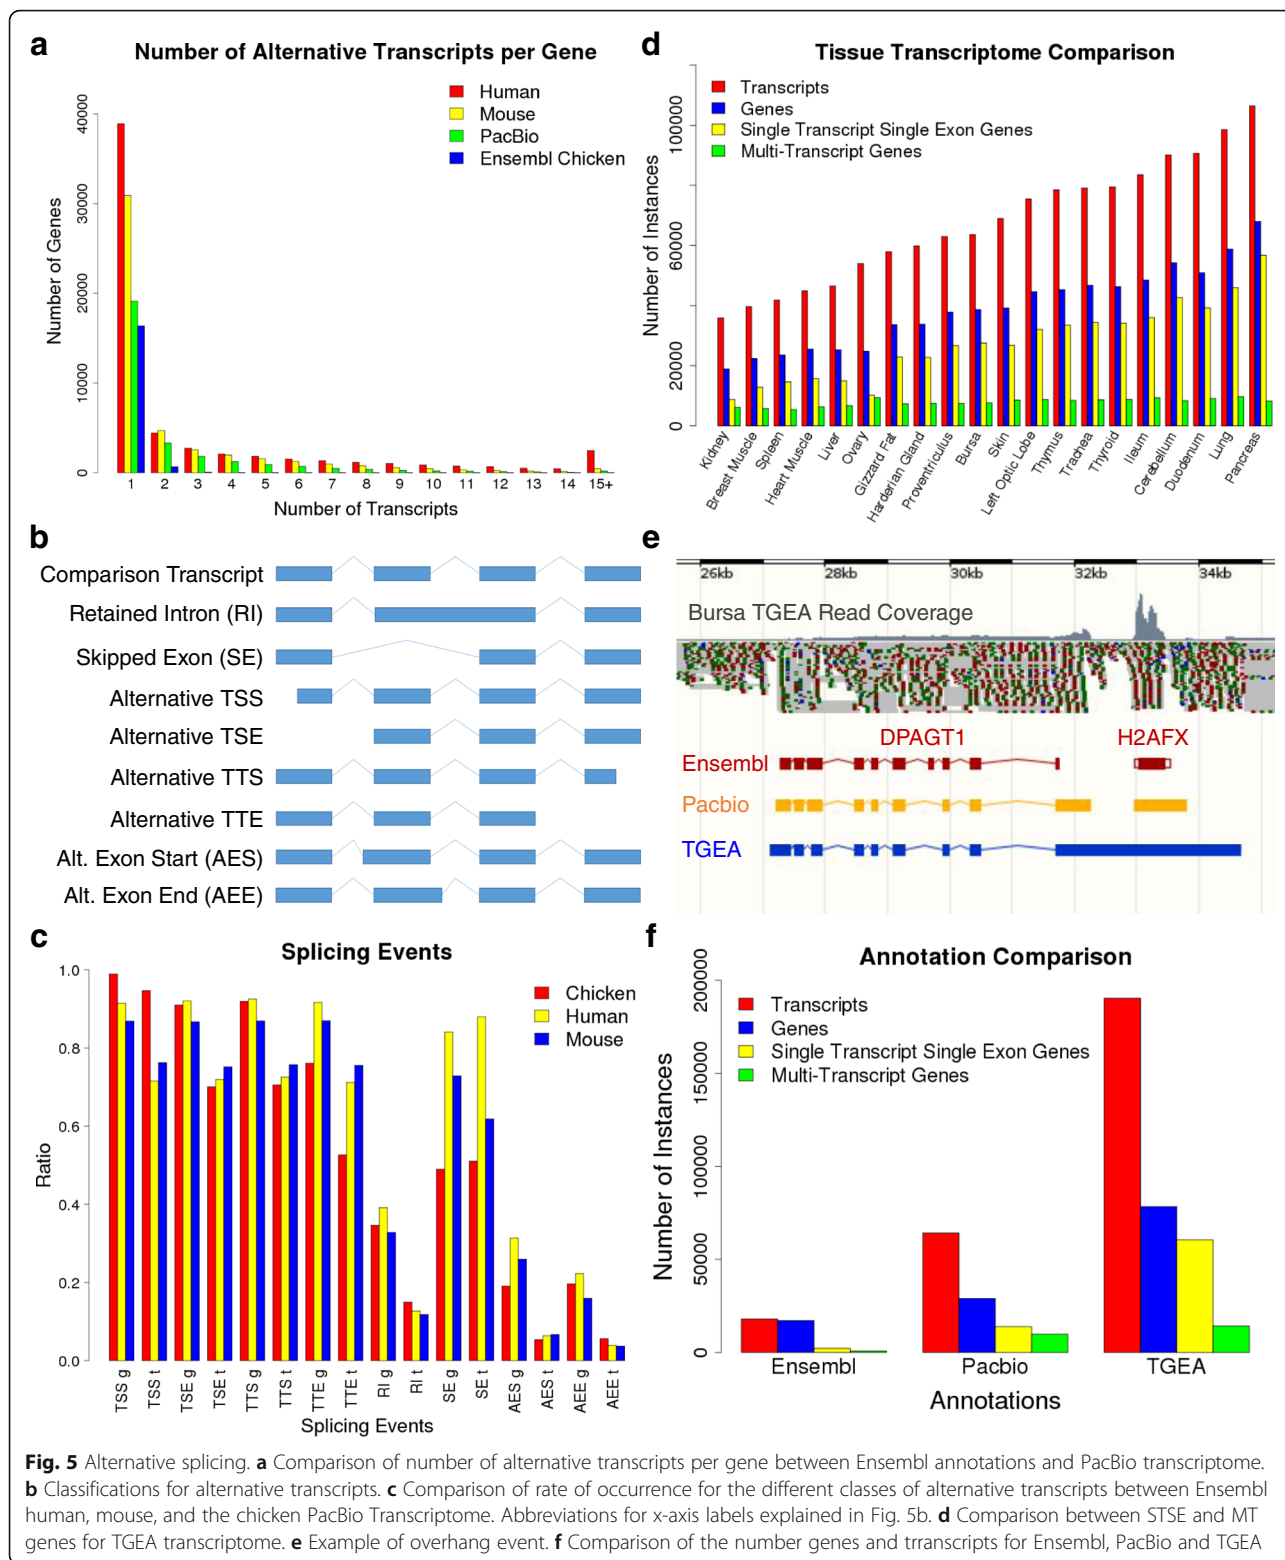 a
Number of Alternative Transcripts per Gene
Human
Mouse
PacBio
Ensembl Chicken
Number of Genes
40000
30000
20000
10000
0
1 2 3 4 5 6 7 8 9 10 11 12 13 14 15+
Number of Transcripts
d
Tissue Transcriptome Comparison
Transcripts
Genes
Single Transcript Single Exon Genes
Multi-Transcript Genes
Number of Instances
100000
60000
20000
0
Kidney
Breast Muscle
Spleen
Heart Muscle
Liver
Ovary
Gizzard Fat
Harderian Gland
Proventriculus
Bursa
Skin
Left Optic Lobe
Thymus
Trachea
Thyroid
Ileum
Cerebellum
Duodenum
Lung
Pancreas
b
Comparison Transcript
Retained Intron (RI)
Skipped Exon (SE)
Alternative TSS
Alternative TSE
Alternative TTS
Alternative TTE
Alt. Exon Start (AES)
Alt. Exon End (AEE)
e
26kb 28kb 30kb 32kb 34kb
Bursa TGEA Read Coverage
DPAGT1 H2AFX
Ensembl
Pacbio
TGEA
c
Splicing Events
Chicken
Human
Mouse
Ratio
1.0
0.8
0.6
0.4
0.2
0.0
TSS g
TSS t
TSE g
TSE t
TTS g
TTS t
TTE g
TTE t
RI g
RI t
SE g
SE t
AES g
AES t
AEE g
AEE t
Splicing Events
f
Annotation Comparison
Transcripts
Genes
Single Transcript Single Exon Genes
Multi-Transcript Genes
Number of Instances
200000
150000
100000
50000
0
Ensembl Pacbio TGEA
Annotations
Fig. 5 Alternative splicing. a Comparison of number of alternative transcripts per gene between Ensembl annotations and PacBio transcriptome.
b Classifications for alternative transcripts. c Comparison of rate of occurrence for the different classes of alternative transcripts between Ensembl
human, mouse, and the chicken PacBio Transcriptome. Abbreviations for x-axis labels explained in Fig. 5b. d Comparison between STSE and MT
genes for TGEA transcriptome. e Example of overhang event. f Comparison of the number genes and trranscripts for Ensembl, PacBio and TGEA